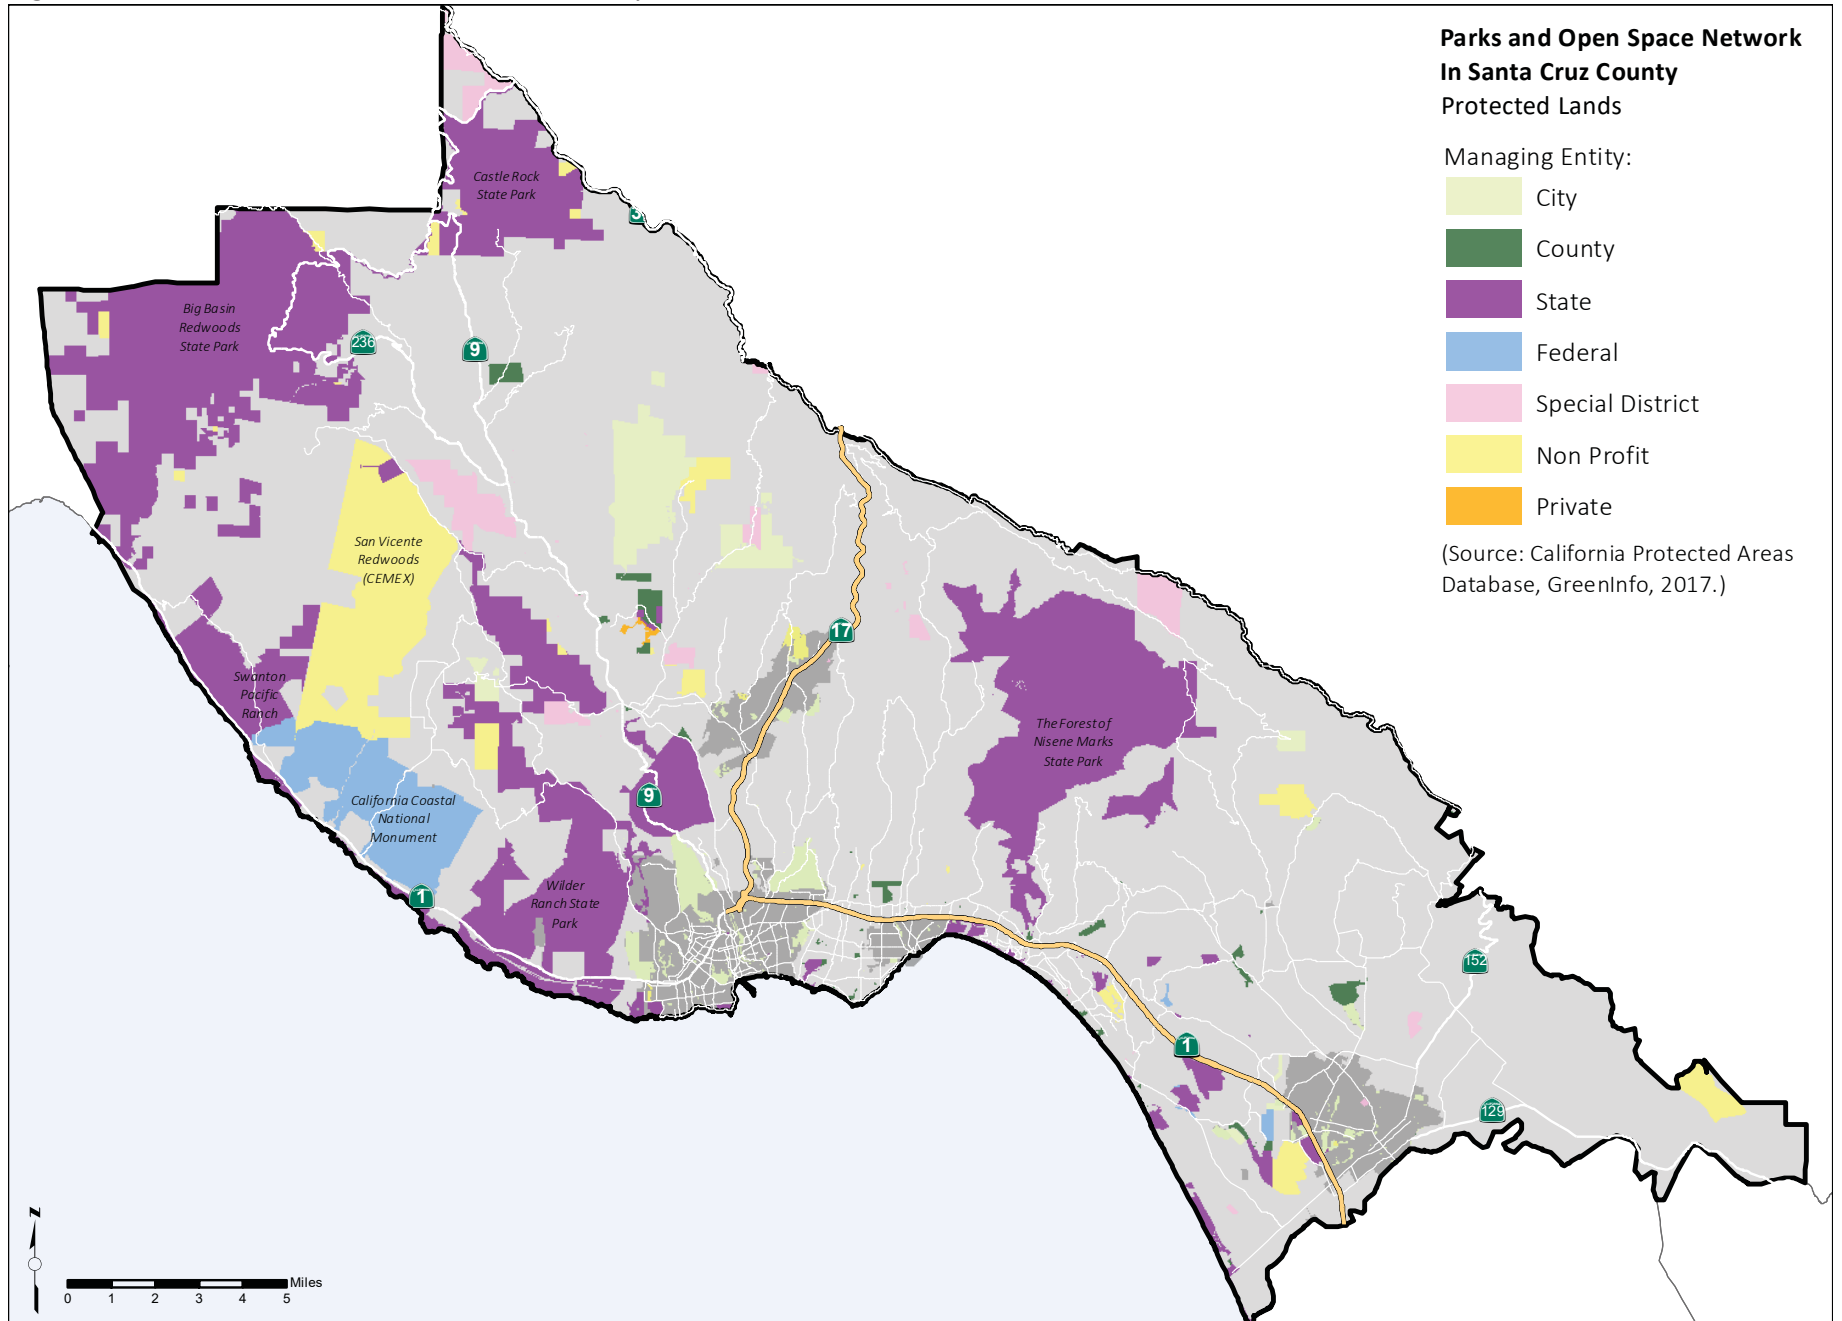 Parks and Open Space Network
In Santa Cruz County
Protected Lands
Managing Entity:
City
County
State
Federal
Special District
Non Profit
Private
(Source: California Protected Areas
Database, GreenInfo, 2017.)
Castle Rock
State Park
Big Basin
Redwoods
State Park
236
9
San Vicente
Redwoods
(CEMEX)
17
Swanton
Pacific
Ranch
The Forest of
Nisene Marks
State Park
9
California Coastal
National
Monument
1
Wilder
Ranch State
Park
152
1
129
N
Miles
0 1 2 3 4 5